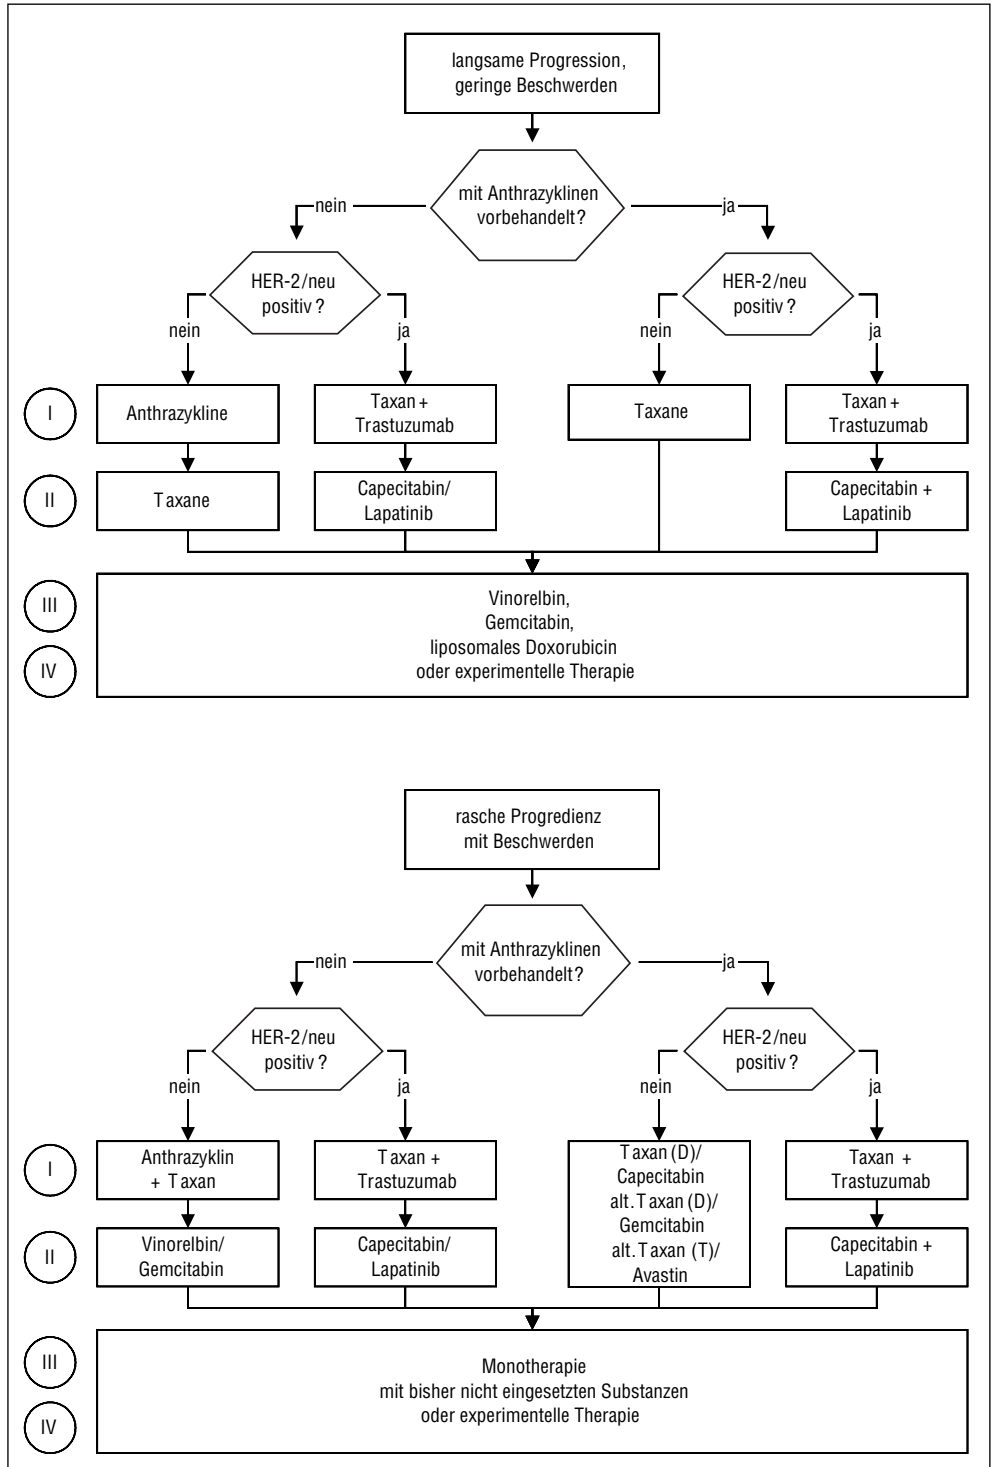 langsame Progression,
geringe Beschwerden
mit Anthrazyklinen
vorbehandelt?
nein
ja
HER-2/neu
positiv?
HER-2/neu
positiv?
nein
ja
nein
ja
I
Anthrazykline
Taxan +
Trastuzumab
Taxane
Taxan +
Trastuzumab
II
Taxane
Capecitabin/
Lapatinib
Capecitabin +
Lapatinib
III
IV
Vinorelbin,
Gemcitabin,
liposomales Doxorubicin
oder experimentelle Therapie
rasche Progredienz
mit Beschwerden
mit Anthrazyklinen
vorbehandelt?
nein
ja
HER-2/neu
positiv?
HER-2/neu
positiv?
nein
ja
nein
ja
I
Anthrazyklin
+ Taxan
Taxan +
Trastuzumab
Taxan (D)/
Capecitabin
alt. Taxan (D)/
Gemcitabin
alt. Taxan (T)/
Avastin
Taxan +
Trastuzumab
II
Vinorelbin/
Gemcitabin
Capecitabin/
Lapatinib
Capecitabin +
Lapatinib
III
IV
Monotherapie
mit bisher nicht eingesetzten Substanzen
oder experimentelle Therapie